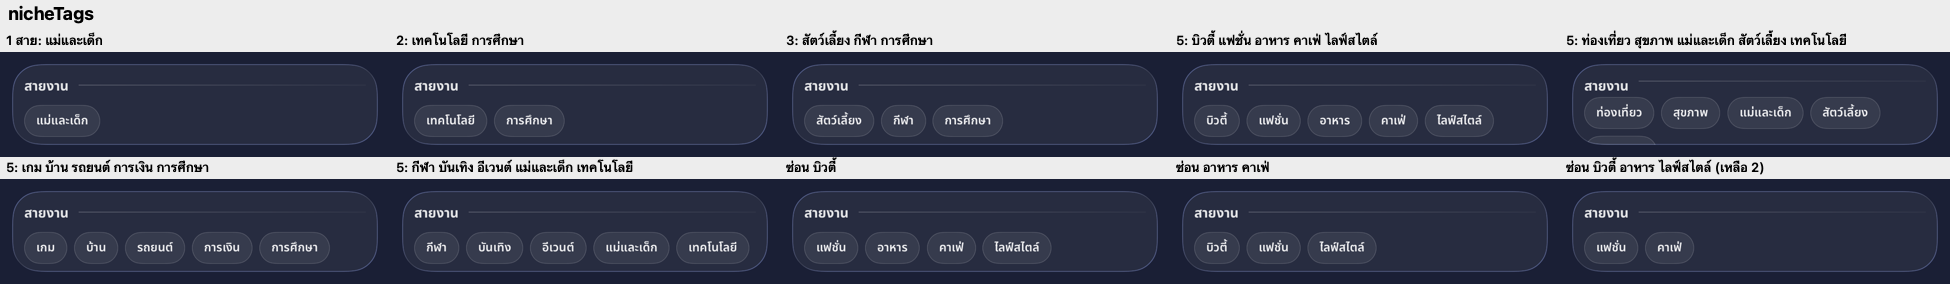 nicheTags
1 สาย: แม่และเด็ก
สายงาน
แม่และเด็ก
2: เทคโนโลยี การศึกษา
สายงาน
เทคโนโลยี การศึกษา
3: สัตว์เลี้ยง กีฬา การศึกษา
สายงาน
สัตว์เลี้ยง กีฬา การศึกษา
5: บิวตี้ แฟชั่น อาหาร คาเฟ่ ไลฟ์สไตล์
สายงาน
บิวตี้ แฟชั่น อาหาร คาเฟ่ ไลฟ์สไตล์
5: ท่องเที่ยว สุขภาพ แม่และเด็ก สัตว์เลี้ยง เทคโนโลยี
สายงาน
ท่องเที่ยว สุขภาพ แม่และเด็ก สัตว์เลี้ยง
5: เกม บ้าน รถยนต์ การเงิน การศึกษา
สายงาน
เกม บ้าน รถยนต์ การเงิน การศึกษา
5: กีฬา บันเทิง อีเวนต์ แม่และเด็ก เทคโนโลยี
สายงาน
กีฬา บันเทิง อีเวนต์ แม่และเด็ก เทคโนโลยี
ซ่อน บิวตี้
สายงาน
แฟชั่น อาหาร คาเฟ่ ไลฟ์สไตล์
ซ่อน อาหาร คาเฟ่
สายงาน
บิวตี้ แฟชั่น ไลฟ์สไตล์
ซ่อน บิวตี้ อาหาร ไลฟ์สไตล์ (เหลือ 2)
สายงาน
แฟชั่น คาเฟ่